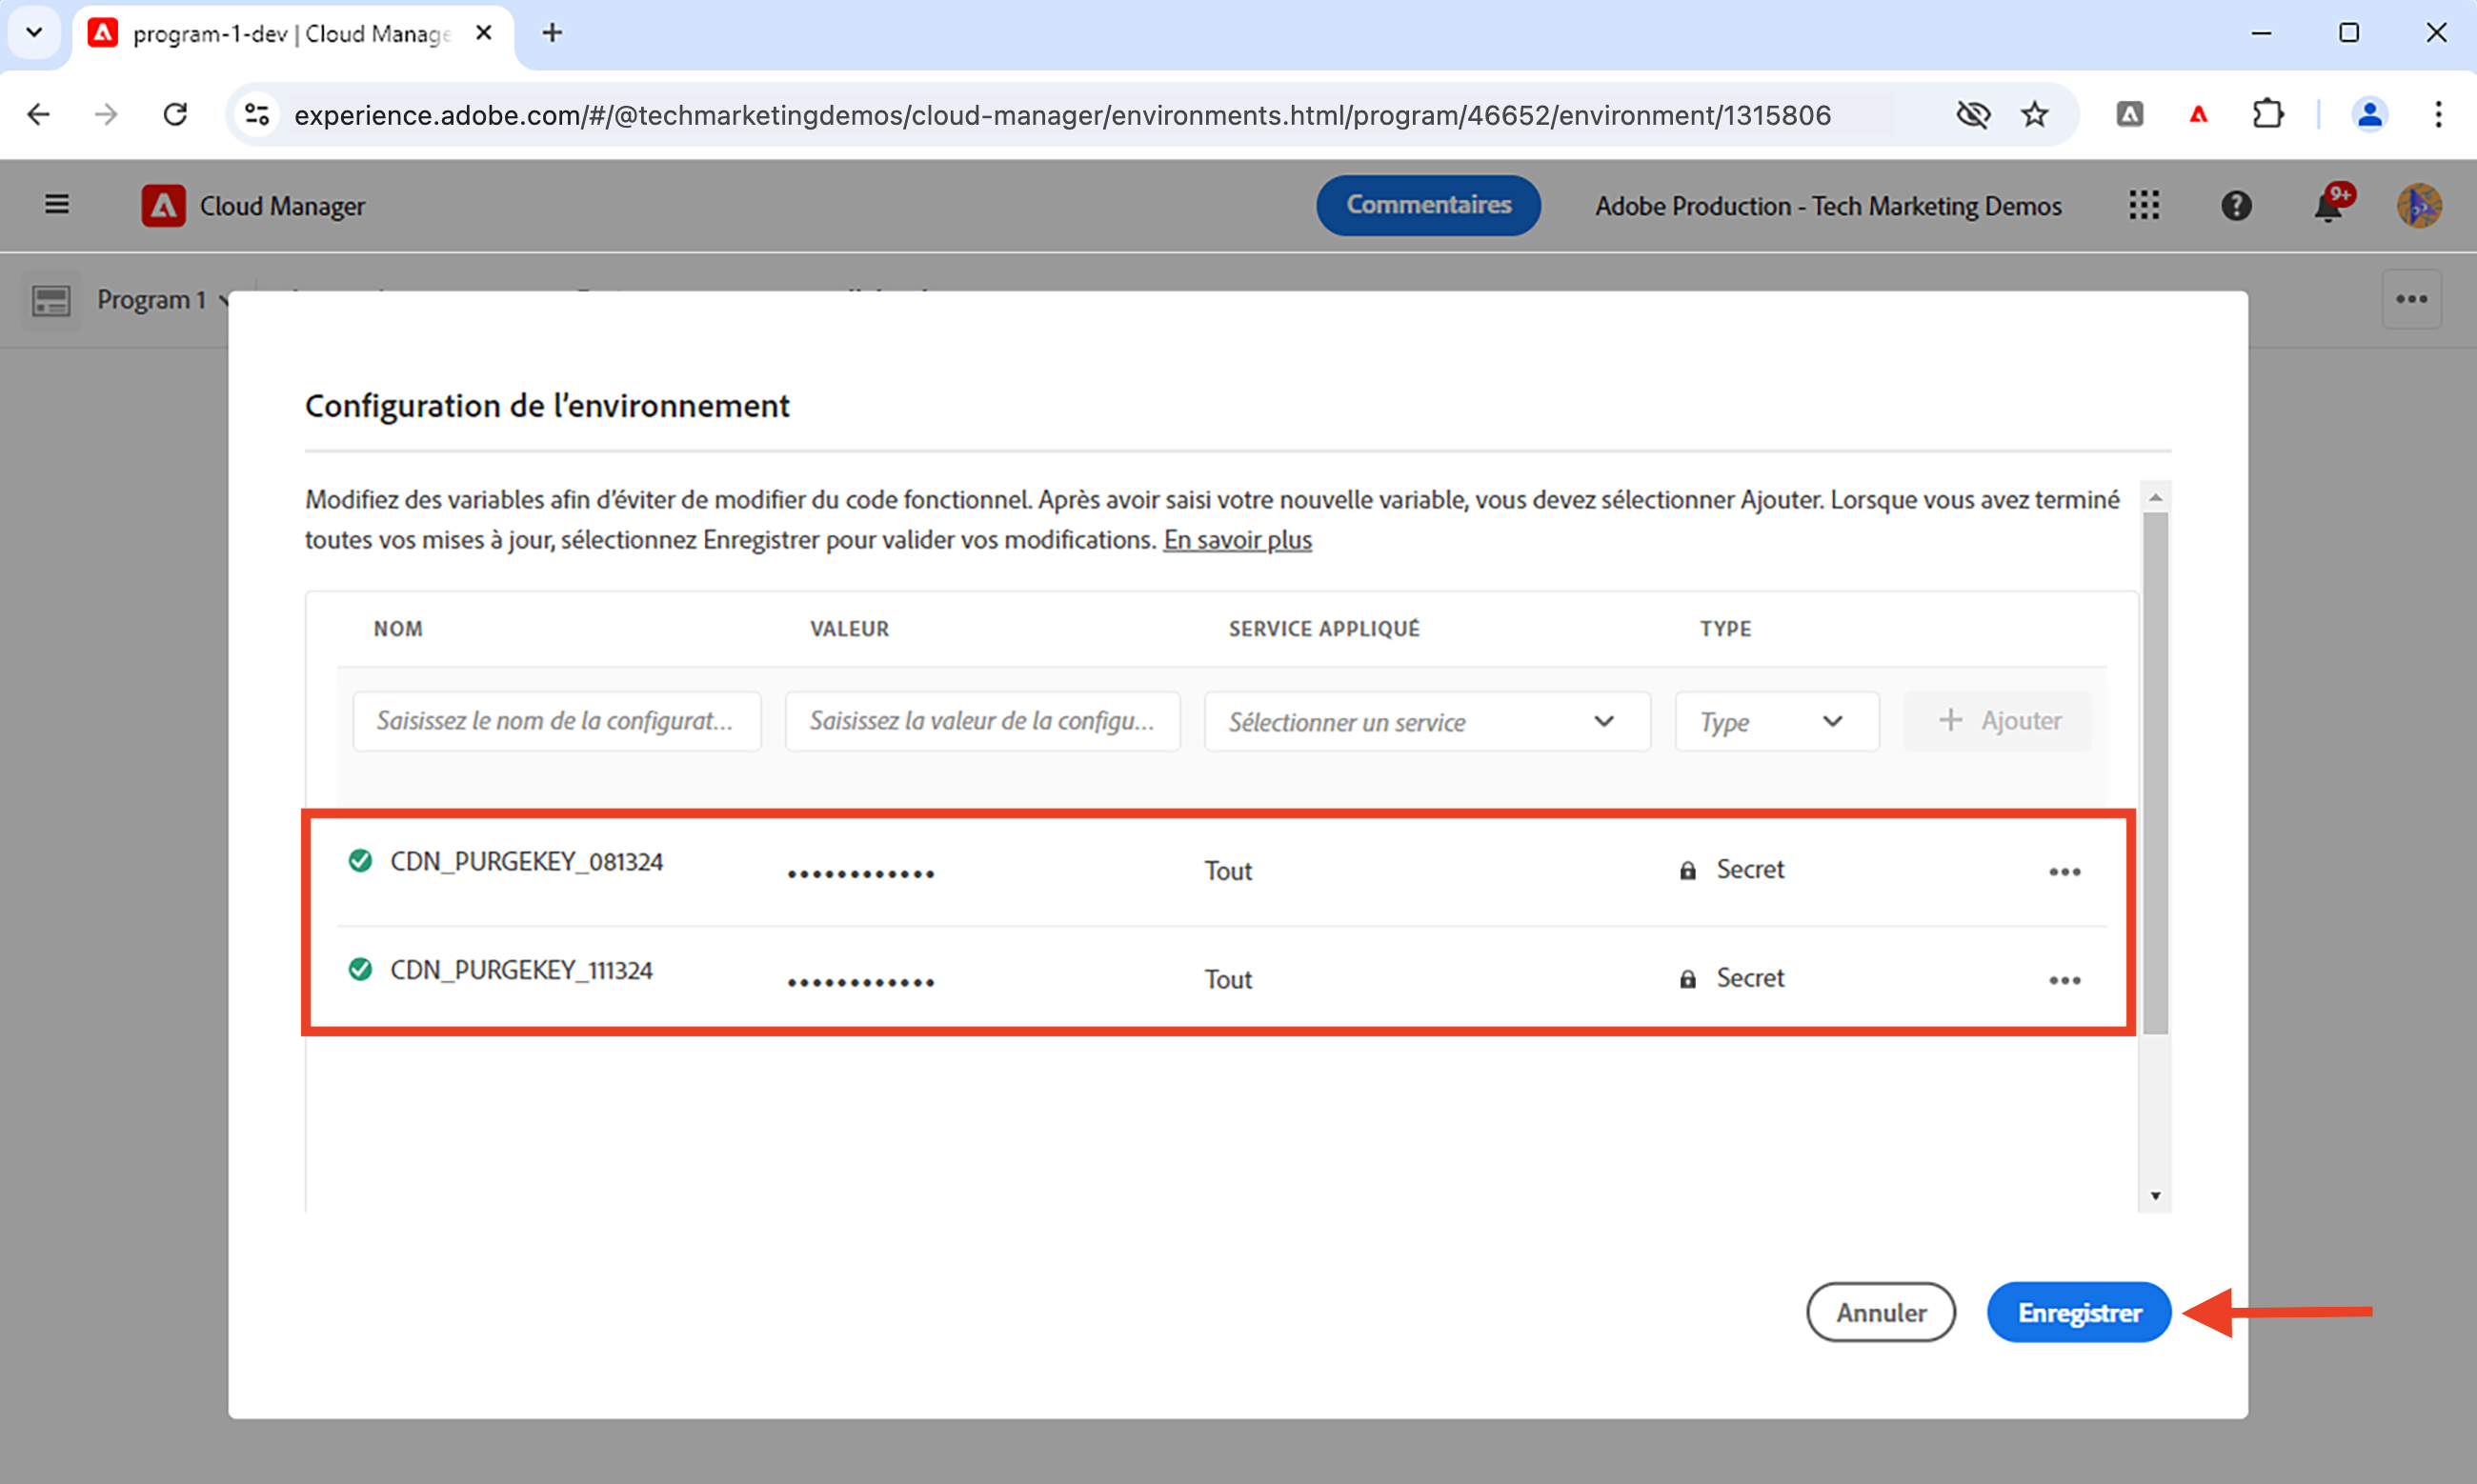 program-1-dev | Cloud Manage
experience.adobe.com/#/@techmarketingdemos/cloud-manager/environments.html/program/46652/environment/1315806
Cloud Manager
Commentaires
Adobe Production - Tech Marketing Demos
9+
Program 1
Configuration de l’environnement
Modifiez des variables afin d’éviter de modifier du code fonctionnel. Après avoir saisi votre nouvelle variable, vous devez sélectionner Ajouter. Lorsque vous avez terminé
toutes vos mises à jour, sélectionnez Enregistrer pour valider vos modifications. En savoir plus
NOM VALEUR SERVICE APPLIQUÉ TYPE
Saisissez le nom de la configurat... Saisissez la valeur de la configu... Sélectionner un service Type + Ajouter
CDN_PURGEKEY_081324 •••••••••••• Tout Secret
CDN_PURGEKEY_111324 •••••••••••• Tout Secret
Annuler Enregistrer